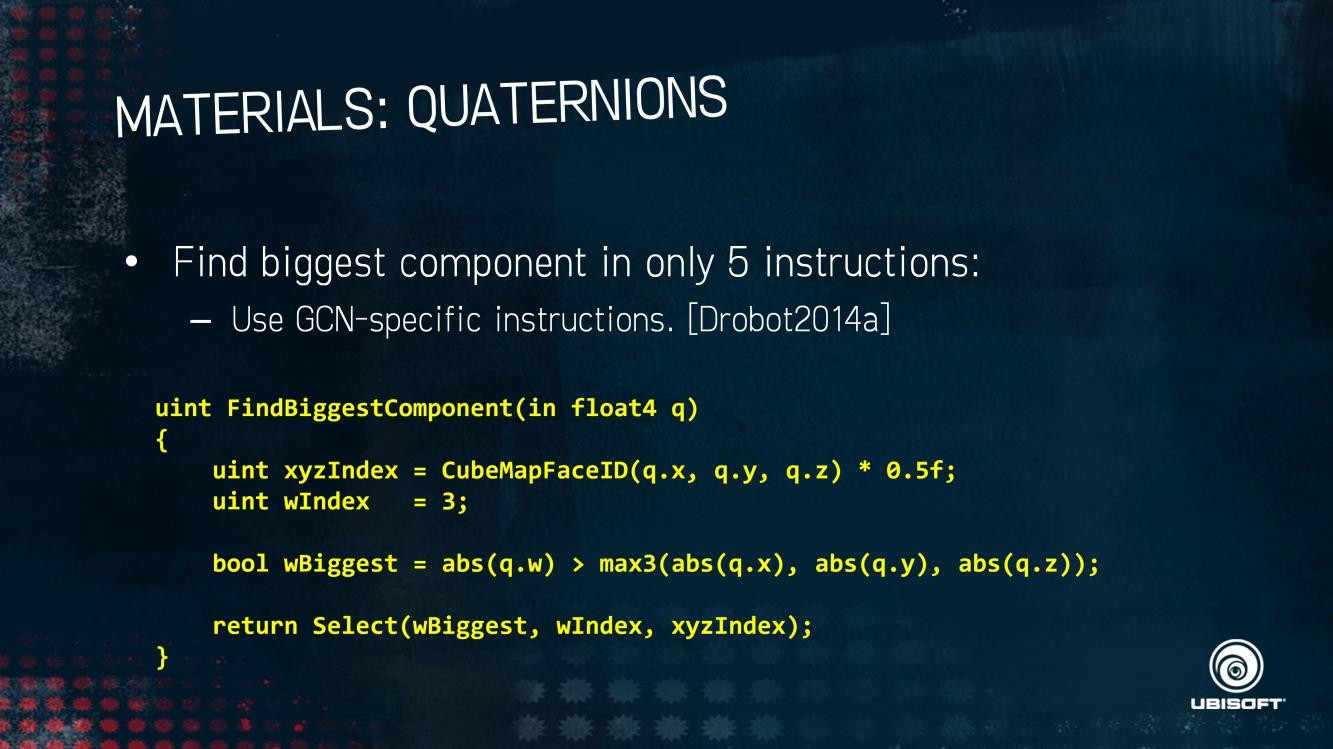 MATERIALS: QUATERNIONS
• Find biggest component in only 5 instructions:
– Use GCN-specific instructions. [Drobot2014a]
uint FindBiggestComponent(in float4 q)
{
    uint xyzIndex = CubeMapFaceID(q.x, q.y, q.z) * 0.5f;
    uint wIndex   = 3;
    bool wBiggest = abs(q.w) > max3(abs(q.x), abs(q.y), abs(q.z));
    return Select(wBiggest, wIndex, xyzIndex);
}
UBISOFT